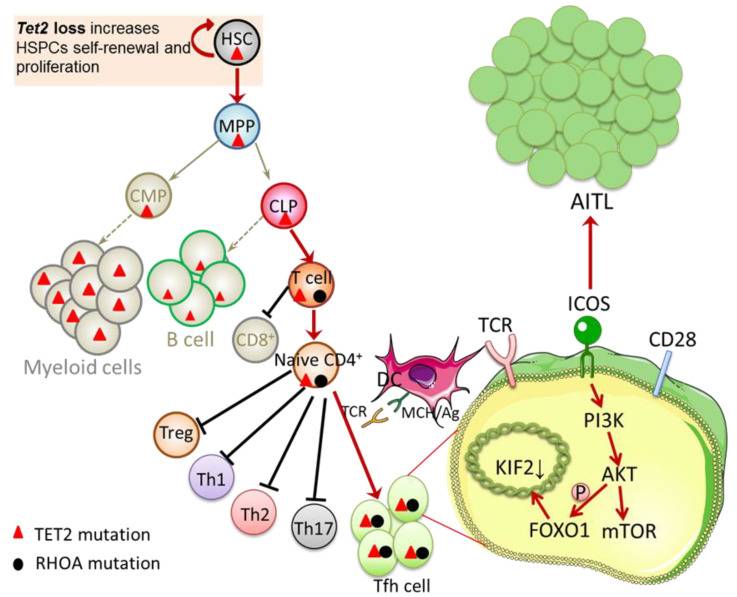 Tet2 loss increases
HSPCs self-renewal and
proliferation
HSC
MPP
CMP
CLP
T cell
Myeloid cells
B cell
CD8+
Naive CD4+
Treg
Th1
Th2
Th17
Tfh cell
DC
TCR
MCH/Ag
TCR
ICOS
CD28
PI3K
AKT
P
KIF2↓
FOXO1
mTOR
AITL
TET2 mutation
RHOA mutation